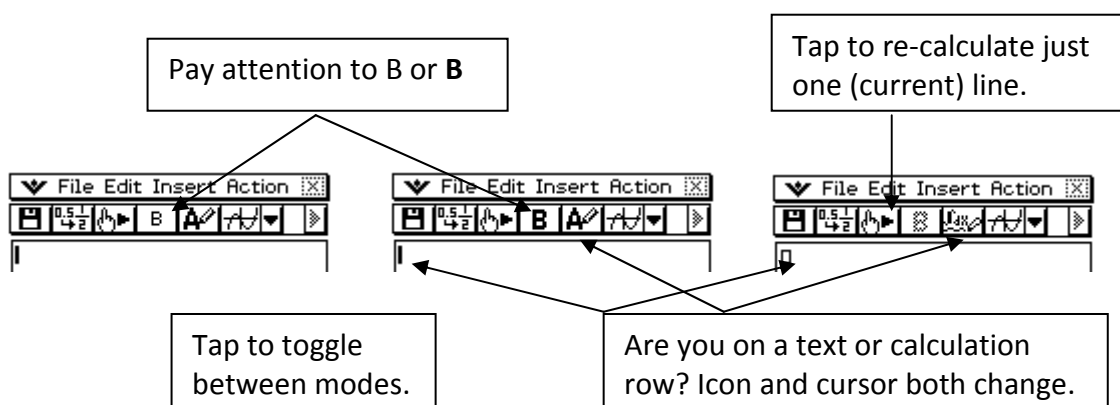 Pay attention to B or B
Tap to re-calculate just
one (current) line.
File Edit Insert Action
B
File Edit Insert Action
B
File Edit Insert Action
Tap to toggle
between modes.
Are you on a text or calculation
row? Icon and cursor both change.